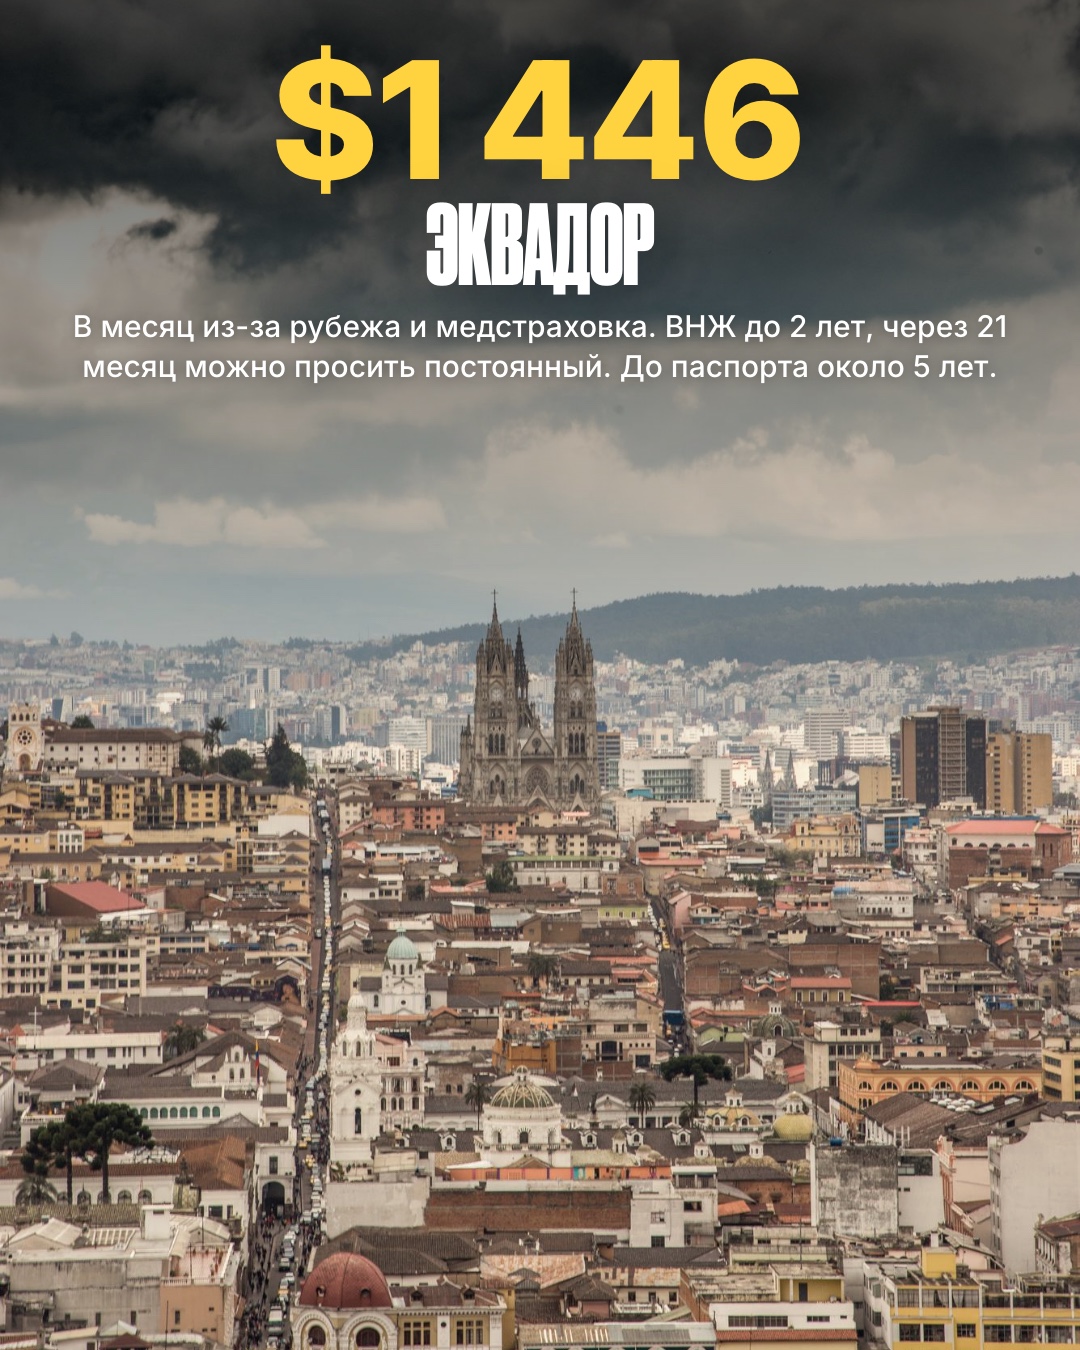 $1 446
ЭКВАДОР
В месяц из-за рубежа и медстраховка. ВНЖ до 2 лет, через 21
месяц можно просить постоянный. До паспорта около 5 лет.